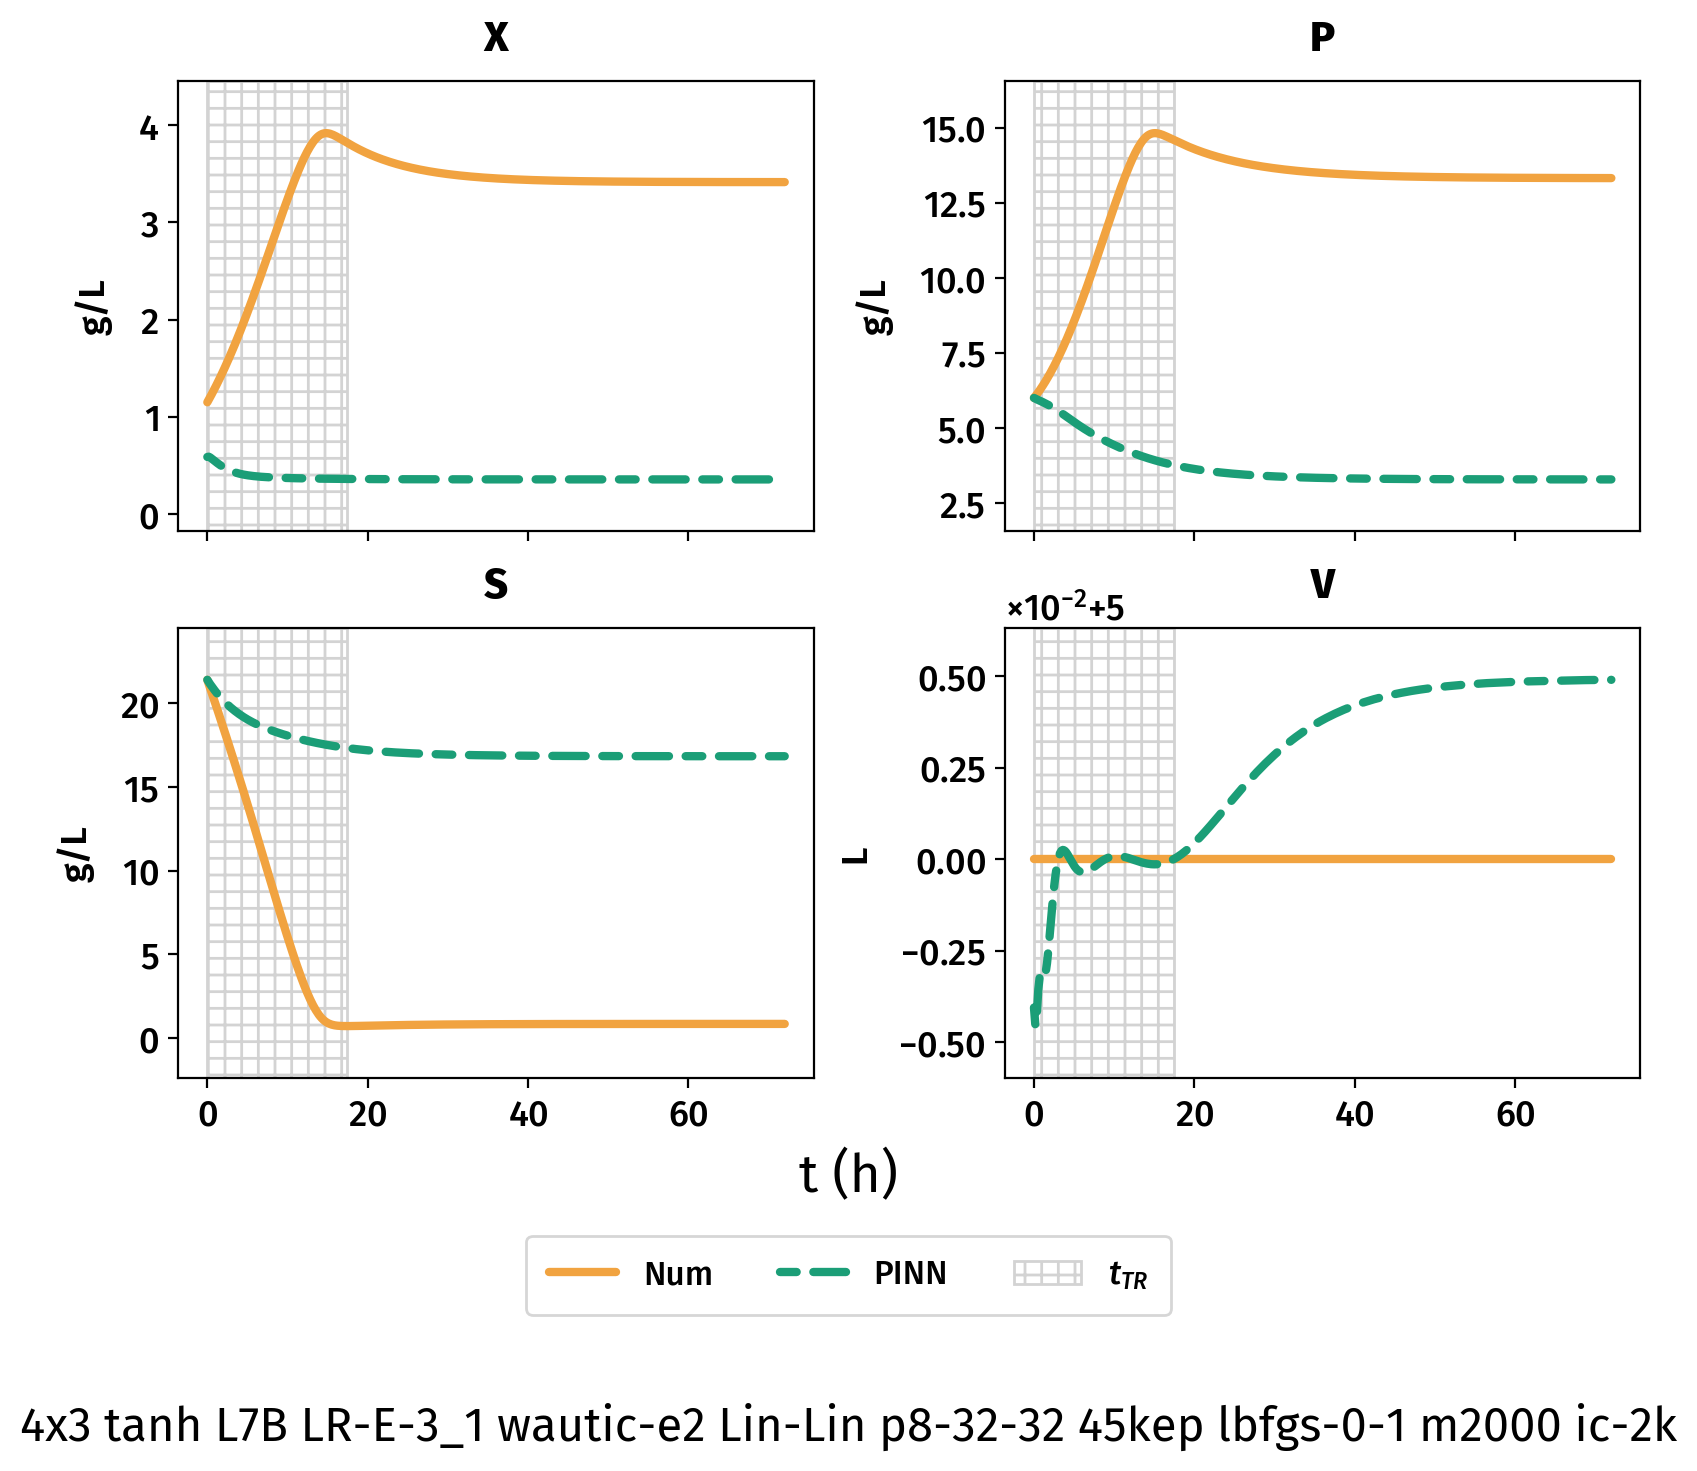 X
4
3
2
1
0
g/L
P
15.0
12.5
10.0
7.5
5.0
2.5
g/L
S
20
15
10
5
0
g/L
0 20 40 60
V
×10⁻²+5
0.50
0.25
0.00
−0.25
−0.50
L
0 20 40 60
t (h)
Num PINN t_TR
4x3 tanh L7B LR-E-3_1 wautic-e2 Lin-Lin p8-32-32 45kep lbfgs-0-1 m2000 ic-2k